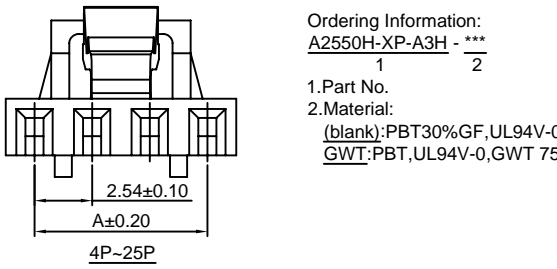 Ordering Information:
A2550H-XP-A3H - ***
1 2
1.Part No.
2.Material:
(blank):PBT30%GF,UL94V-0
GWT:PBT,UL94V-0,GWT 75
2.54±0.10
A±0.20
4P~25P